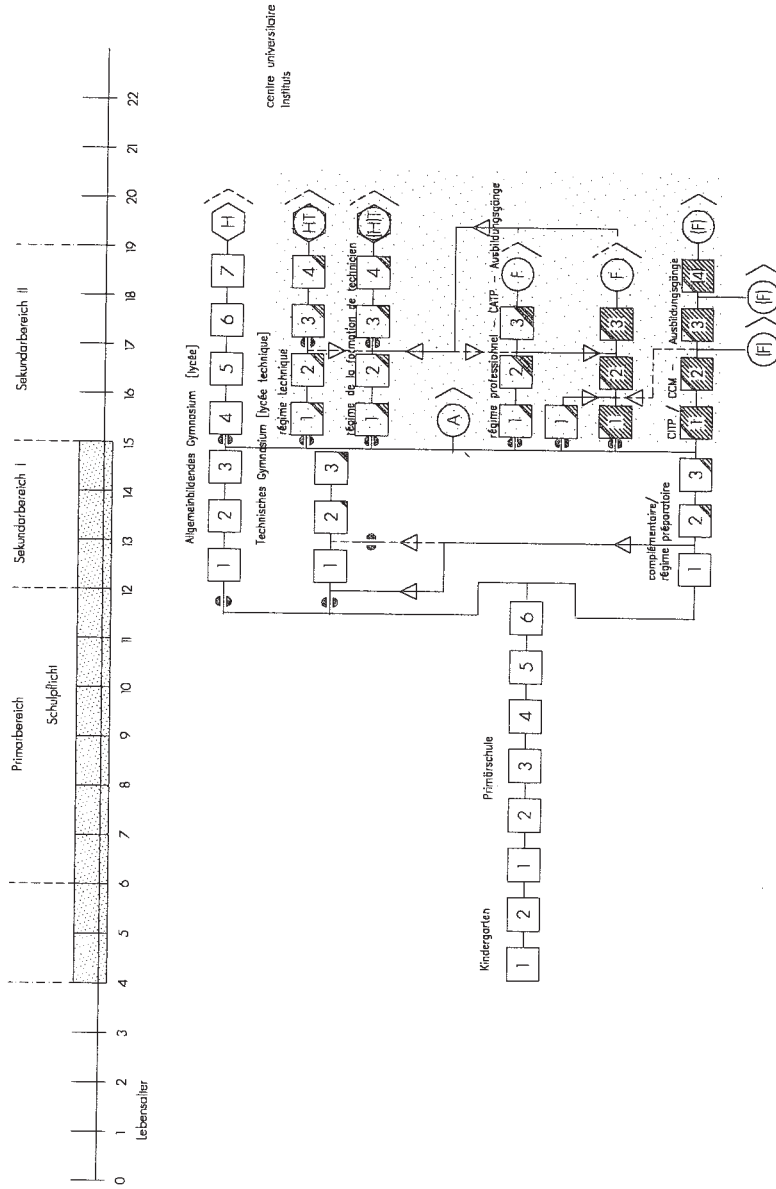 Primarbereich
Sekundarbereich I
Sekundarbereich II
Schulpflicht
0 1 2 3 4 5 6 7 8 9 10 11 12 13 14 15 16 17 18 19 20 21 22
Lebensalter
centre universitaire
Instituts
Allgemeinbildendes Gymnasium [lycée]
1 2 3 4 5 6 7 H
Technisches Gymnasium [lycée technique]
régime technique
1 2 3 4 HT
1 2 3
régime de la formation de technicien
1 2 3 4 (H)T
A
régime professionnel - CATP - Ausbildungsgänge
1 2 3 F
Kindergarten
Primärschule
1 2 1 2 3 4 5 6
1
1 2 3 F
complémentaire/
régime préparatoire
CITP / CCM - Ausbildungsgänge
1 2 3 1 2 3 4 (F)
(F)
(F)